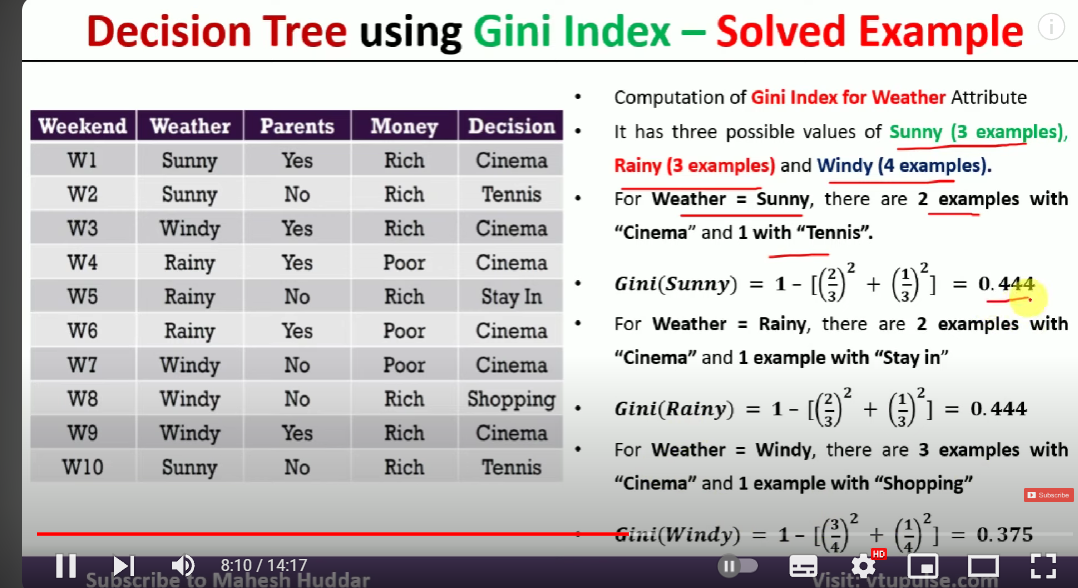 Decision Tree using Gini Index – Solved Example
Weekend Weather Parents Money Decision
W1 Sunny Yes Rich Cinema
W2 Sunny No Rich Tennis
W3 Windy Yes Rich Cinema
W4 Rainy Yes Poor Cinema
W5 Rainy No Rich Stay In
W6 Rainy Yes Poor Cinema
W7 Windy No Poor Cinema
W8 Windy No Rich Shopping
W9 Windy Yes Rich Cinema
W10 Sunny No Rich Tennis
• Computation of Gini Index for Weather Attribute
• It has three possible values of Sunny (3 examples),
Rainy (3 examples) and Windy (4 examples).
• For Weather = Sunny, there are 2 examples with
“Cinema” and 1 with “Tennis”.
• Gini(Sunny) = 1 − [(2/3)² + (1/3)²] = 0.444
• For Weather = Rainy, there are 2 examples with
“Cinema” and 1 example with “Stay in”
• Gini(Rainy) = 1 − [(2/3)² + (1/3)²] = 0.444
• For Weather = Windy, there are 3 examples with
“Cinema” and 1 example with “Shopping”
• Gini(Windy) = 1 − [(3/4)² + (1/4)²] = 0.375
Subscribe
8:10 / 14:17
HD
Subscribe to Mahesh Huddar
Visit: vtupulse.com